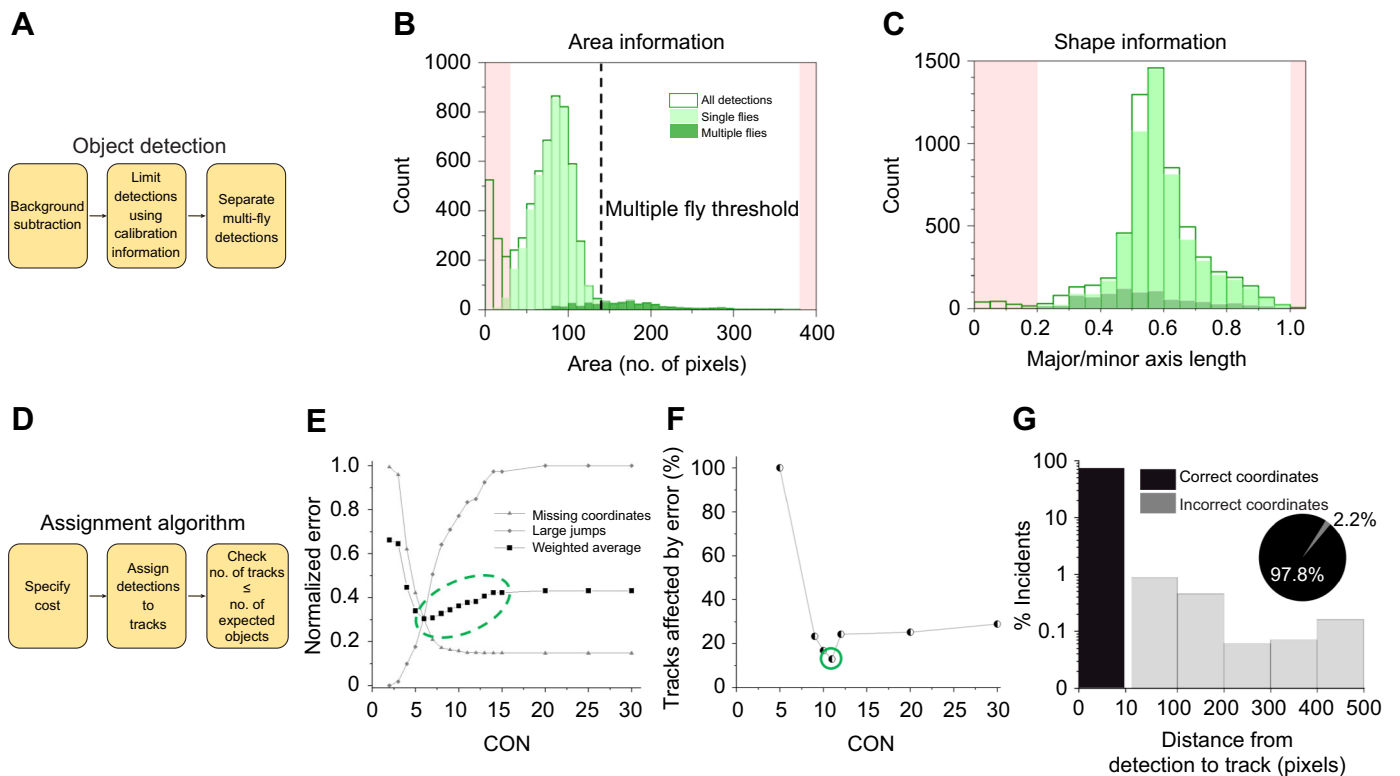 A
Object detection
Background
subtraction
Limit
detections
using
calibration
information
Separate
multi-fly
detections
B
Area information
1000
800
600
400
200
0
Count
All detections
Single flies
Multiple flies
Multiple fly threshold
0
100
200
300
400
Area (no. of pixels)
C
Shape information
1500
1000
500
0
Count
0
0.2
0.4
0.6
0.8
1.0
Major/minor axis length
D
Assignment algorithm
Specify
cost
Assign
detections
to
tracks
Check
no. of tracks
≤
no. of
expected
objects
E
1.0
0.8
0.6
0.4
0.2
0
Normalized error
Missing coordinates
Large jumps
Weighted average
0
5
10
15
20
25
30
CON
F
100
80
60
40
20
0
Tracks affected by error (%)
0
5
10
15
20
25
30
CON
G
100
10
1
0.1
% Incidents
Correct coordinates
Incorrect coordinates
2.2%
97.8%
0
10
100
200
300
400
500
Distance from
detection to track (pixels)